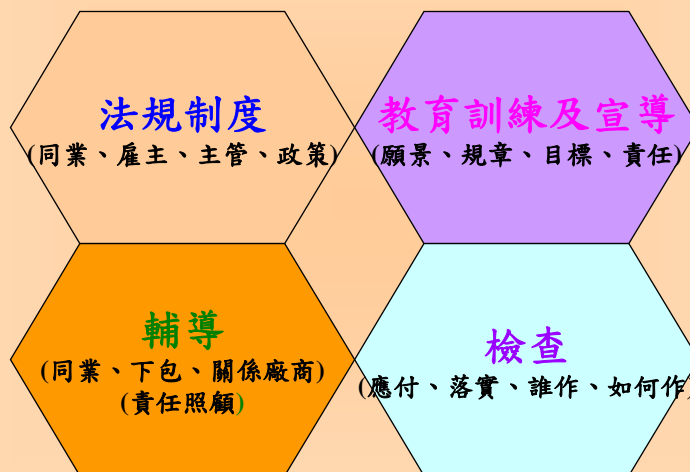 法規制度
(同業、雇主、主管、政策)
教育訓練及宣導
(願景、規章、目標、責任)
輔導
(同業、下包、關係廠商)
(責任照顧)
檢查
(應付、落實、誰作、如何作)